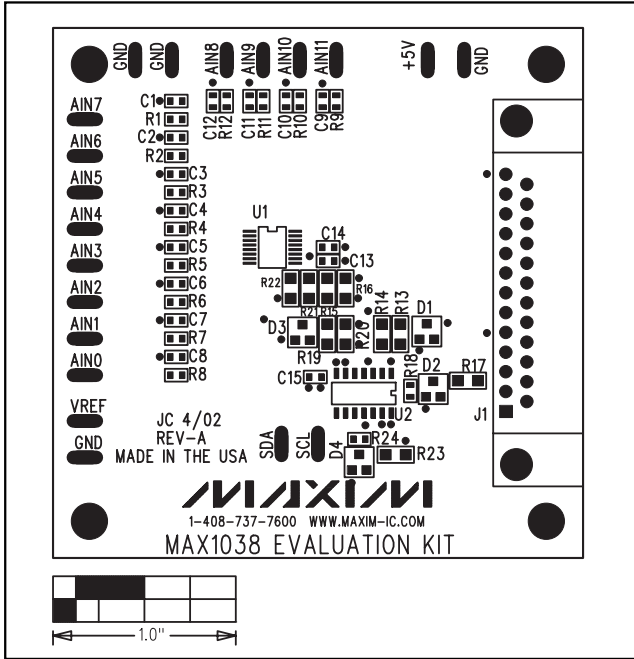 GND
GND
AIN8
AIN9
AIN10
AIN11
+5V
GND
AIN7
AIN6
AIN5
AIN4
AIN3
AIN2
AIN1
AIN0
VREF
GND
C1
R1
C2
R2
C3
R3
C4
R4
C5
R5
C6
R6
C7
R7
C8
R8
C12
R12
C11
R11
C10
R10
C9
R9
U1
C14
C13
R22
R21
R15
R16
D3
R19
R20
R14
R13
D1
C15
R18
D2
R17
U2
J1
SDA
SCL
D4
R24
R23
JC 4/02
REV-A
MADE IN THE USA
MAXIM
1-408-737-7600 WWW.MAXIM-IC.COM
MAX1038 EVALUATION KIT
1.0"